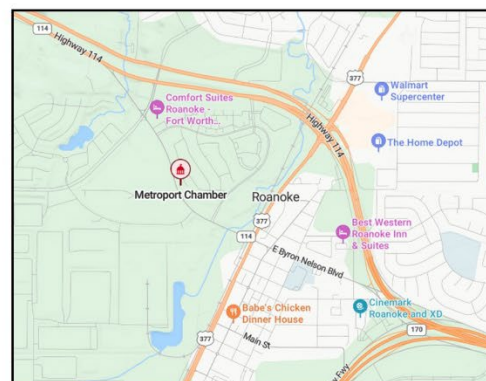 114
Highway 114
377
Walmart
Supercenter
Comfort Suites
Roanoke -
Fort Worth...
Highway 114
The Home Depot
Metroport Chamber
Roanoke
377
114
Best Western
Roanoke Inn
& Suites
E Byron Nelson Blvd
Cinemark
Roanoke and XD
Babe's Chicken
Dinner House
170
377
Main St
y Fwy